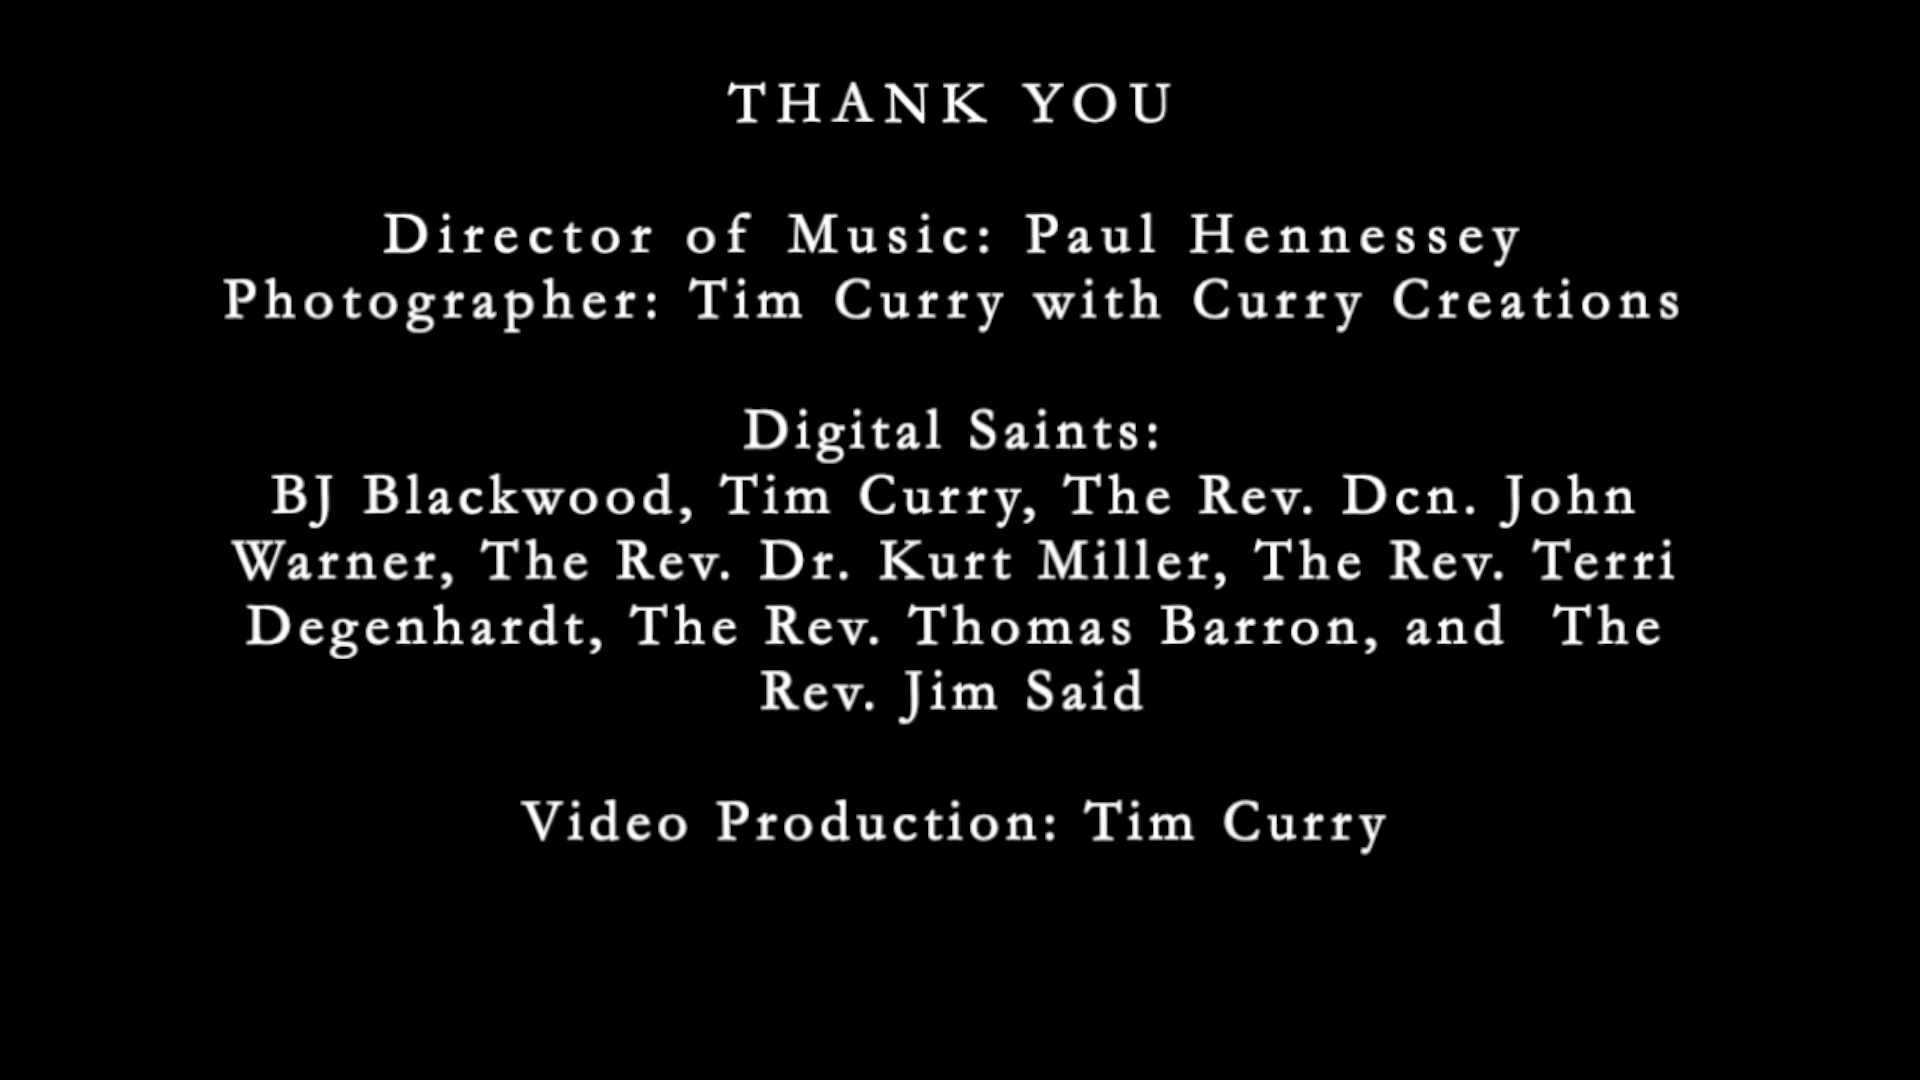 THANK YOU
Director of Music: Paul Hennessey
Photographer: Tim Curry with Curry Creations
Digital Saints:
BJ Blackwood, Tim Curry, The Rev. Dcn. John
Warner, The Rev. Dr. Kurt Miller, The Rev. Terri
Degenhardt, The Rev. Thomas Barron, and The
Rev. Jim Said
Video Production: Tim Curry